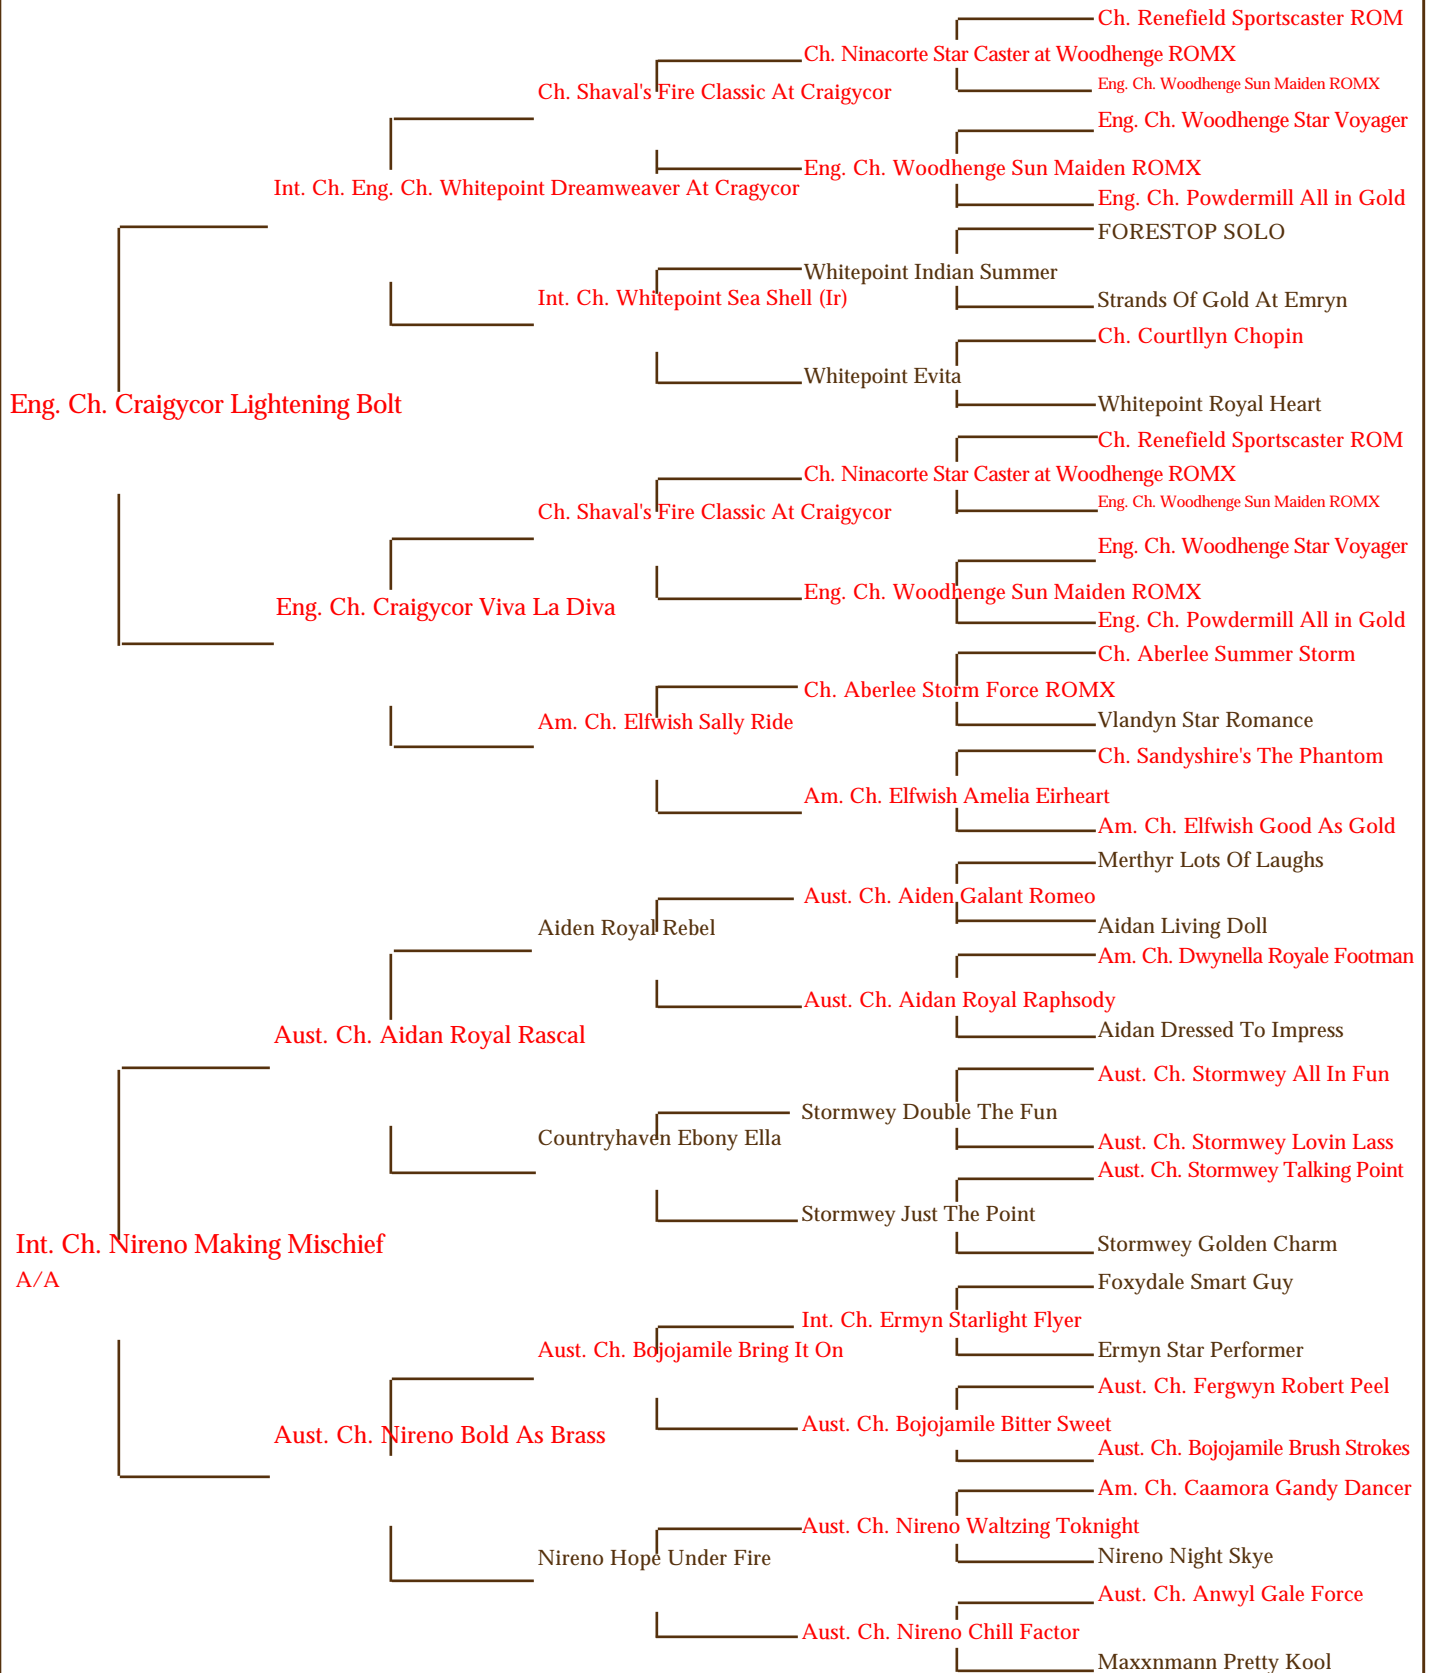 Ch. Renefield Sportscaster ROM
Ch. Ninacorte Star Caster at Woodhenge ROMX
Eng. Ch. Woodhenge Sun Maiden ROMX
Ch. Shaval's Fire Classic At Craigycor
Eng. Ch. Woodhenge Star Voyager
Eng. Ch. Woodhenge Sun Maiden ROMX
Int. Ch. Eng. Ch. Whitepoint Dreamweaver At Cragycor
Eng. Ch. Powdermill All in Gold
FORESTOP SOLO
Whitepoint Indian Summer
Int. Ch. Whitepoint Sea Shell (Ir)
Strands Of Gold At Emryn
Ch. Courtllyn Chopin
Whitepoint Evita
Eng. Ch. Craigycor Lightening Bolt
Whitepoint Royal Heart
Ch. Renefield Sportscaster ROM
Ch. Ninacorte Star Caster at Woodhenge ROMX
Eng. Ch. Woodhenge Sun Maiden ROMX
Ch. Shaval's Fire Classic At Craigycor
Eng. Ch. Woodhenge Star Voyager
Eng. Ch. Woodhenge Sun Maiden ROMX
Eng. Ch. Craigycor Viva La Diva
Eng. Ch. Powdermill All in Gold
Ch. Aberlee Summer Storm
Ch. Aberlee Storm Force ROMX
Am. Ch. Elfwish Sally Ride
Vlandyn Star Romance
Ch. Sandyshire's The Phantom
Am. Ch. Elfwish Amelia Eirheart
Am. Ch. Elfwish Good As Gold
Merthyr Lots Of Laughs
Aust. Ch. Aiden Galant Romeo
Aiden Royal Rebel
Aidan Living Doll
Am. Ch. Dwynella Royale Footman
Aust. Ch. Aidan Royal Raphsody
Aust. Ch. Aidan Royal Rascal
Aidan Dressed To Impress
Aust. Ch. Stormwey All In Fun
Stormwey Double The Fun
Countryhaven Ebony Ella
Aust. Ch. Stormwey Lovin Lass
Aust. Ch. Stormwey Talking Point
Stormwey Just The Point
Int. Ch. Nireno Making Mischief
Stormwey Golden Charm
A/A
Foxydale Smart Guy
Int. Ch. Ermyn Starlight Flyer
Aust. Ch. Bojojamile Bring It On
Ermyn Star Performer
Aust. Ch. Fergwyn Robert Peel
Aust. Ch. Bojojamile Bitter Sweet
Aust. Ch. Nireno Bold As Brass
Aust. Ch. Bojojamile Brush Strokes
Am. Ch. Caamora Gandy Dancer
Aust. Ch. Nireno Waltzing Toknight
Nireno Hope Under Fire
Nireno Night Skye
Aust. Ch. Anwyl Gale Force
Aust. Ch. Nireno Chill Factor
Maxxnmann Pretty Kool